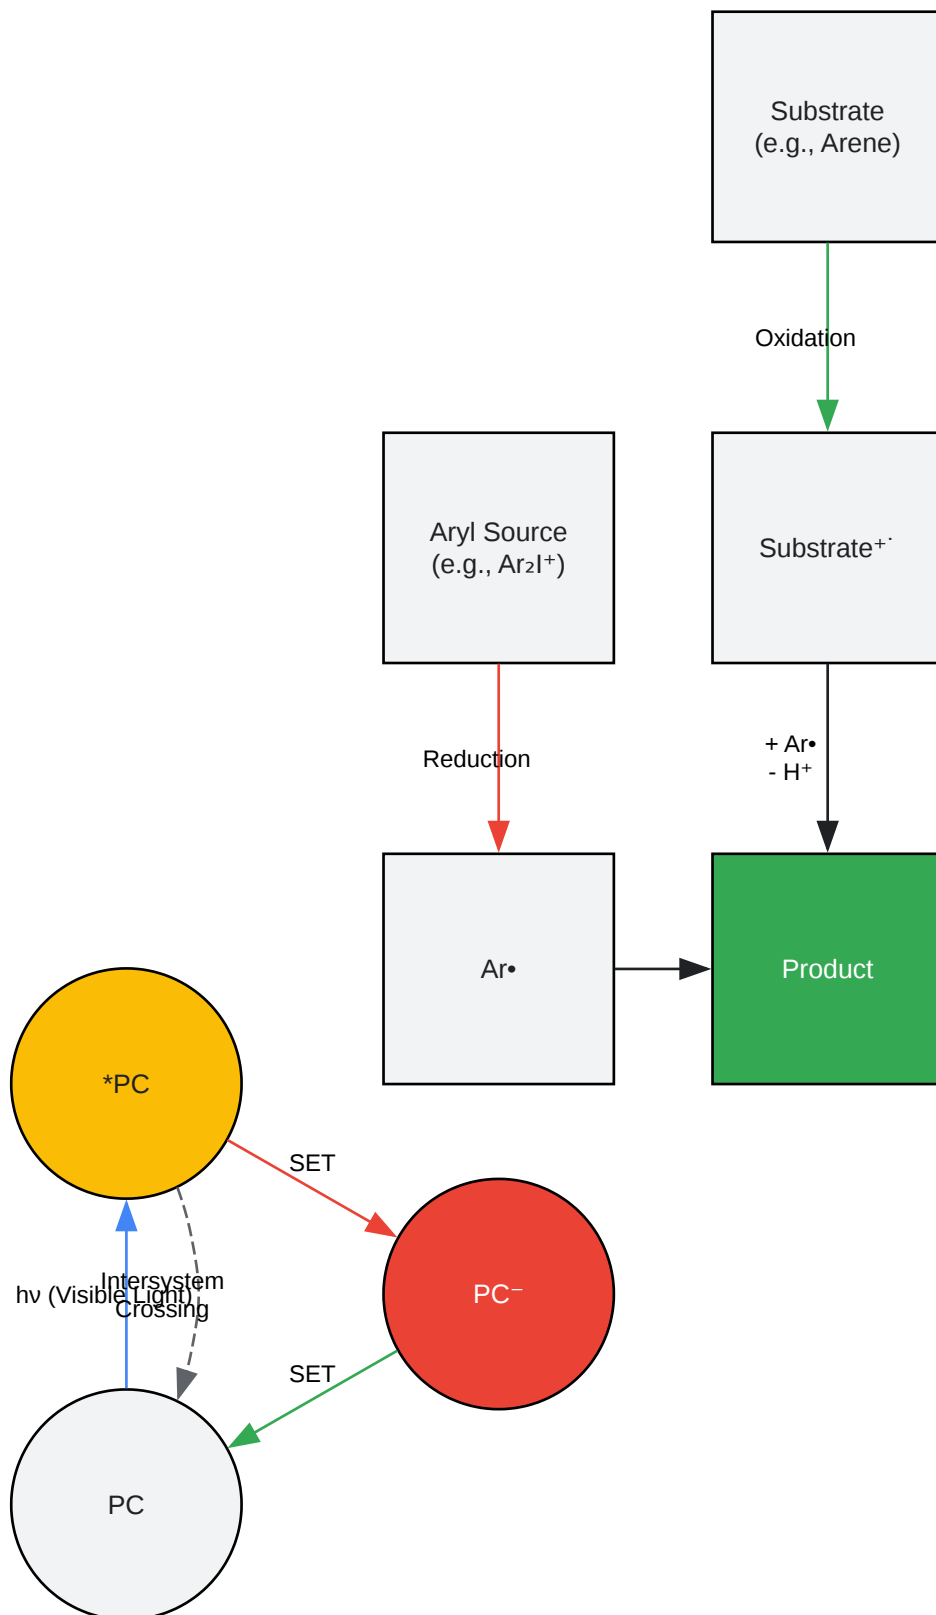 Substrate
(e.g., Arene)
Oxidation
Aryl Source
(e.g., Ar₂I⁺)
Substrate⁺˙
Reduction
+ Ar•
- H⁺
Ar•
Product
*PC
SET
hν (Visible Light)
Intersystem
Crossing
PC⁻
SET
PC